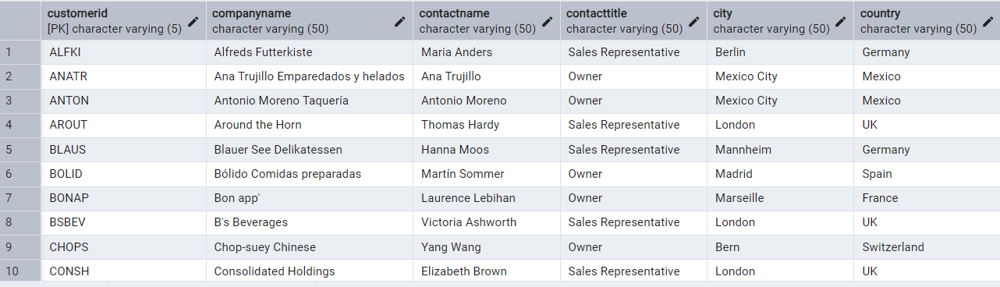 customerid companyname contactname contacttitle city country
[PK] character varying (5) character varying (50) character varying (50) character varying (50) character varying (50) character varying (50)
1 ALFKI Alfreds Futterkiste Maria Anders Sales Representative Berlin Germany
2 ANATR Ana Trujillo Emparedados y helados Ana Trujillo Owner Mexico City Mexico
3 ANTON Antonio Moreno Taquería Antonio Moreno Owner Mexico City Mexico
4 AROUT Around the Horn Thomas Hardy Sales Representative London UK
5 BLAUS Blauer See Delikatessen Hanna Moos Sales Representative Mannheim Germany
6 BOLID Bólido Comidas preparadas Martín Sommer Owner Madrid Spain
7 BONAP Bon app' Laurence Lebihan Owner Marseille France
8 BSBEV B's Beverages Victoria Ashworth Sales Representative London UK
9 CHOPS Chop-suey Chinese Yang Wang Owner Bern Switzerland
10 CONSH Consolidated Holdings Elizabeth Brown Sales Representative London UK